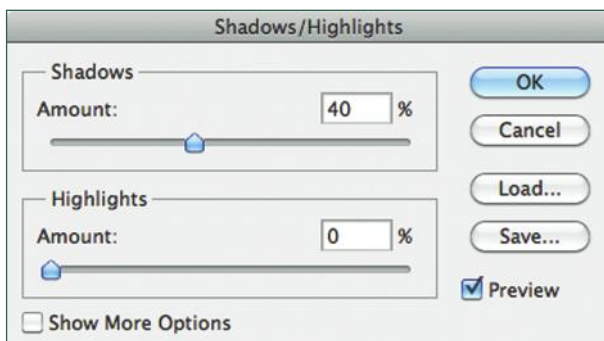 Shadows/Highlights
Shadows
Amount: 40 %
Highlights
Amount: 0 %
Show More Options
OK
Cancel
Load...
Save...
Preview